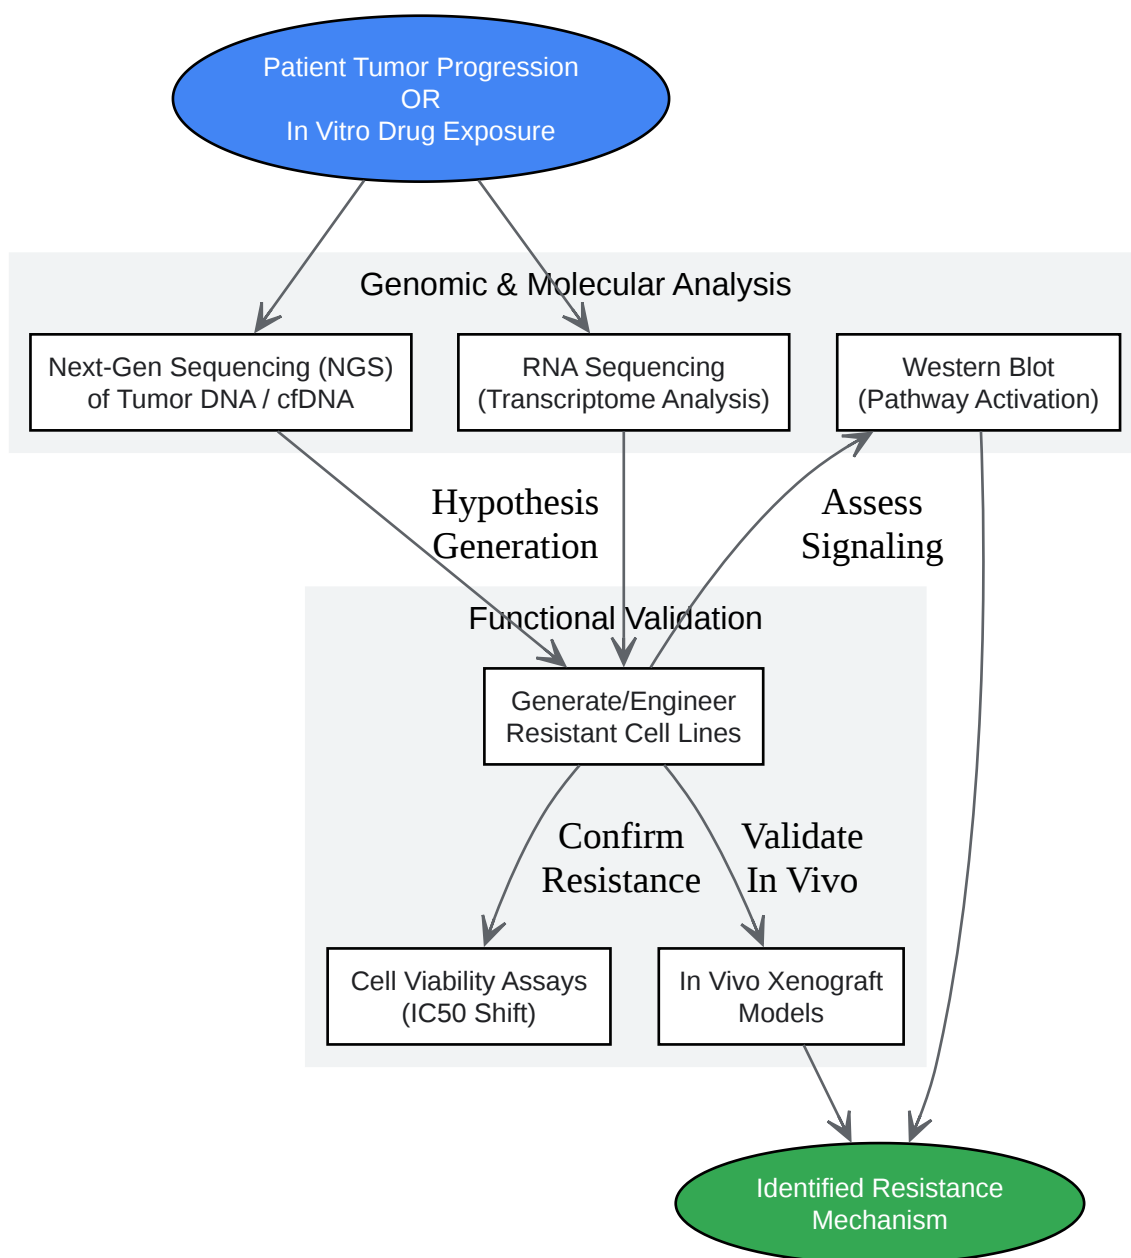 Patient Tumor Progression
OR
In Vitro Drug Exposure
Genomic & Molecular Analysis
Next-Gen Sequencing (NGS)
of Tumor DNA / cfDNA
RNA Sequencing
(Transcriptome Analysis)
Western Blot
(Pathway Activation)
Hypothesis
Generation
Assess
Signaling
Functional Validation
Generate/Engineer
Resistant Cell Lines
Confirm
Resistance
Validate
In Vivo
Cell Viability Assays
(IC50 Shift)
In Vivo Xenograft
Models
Identified Resistance
Mechanism